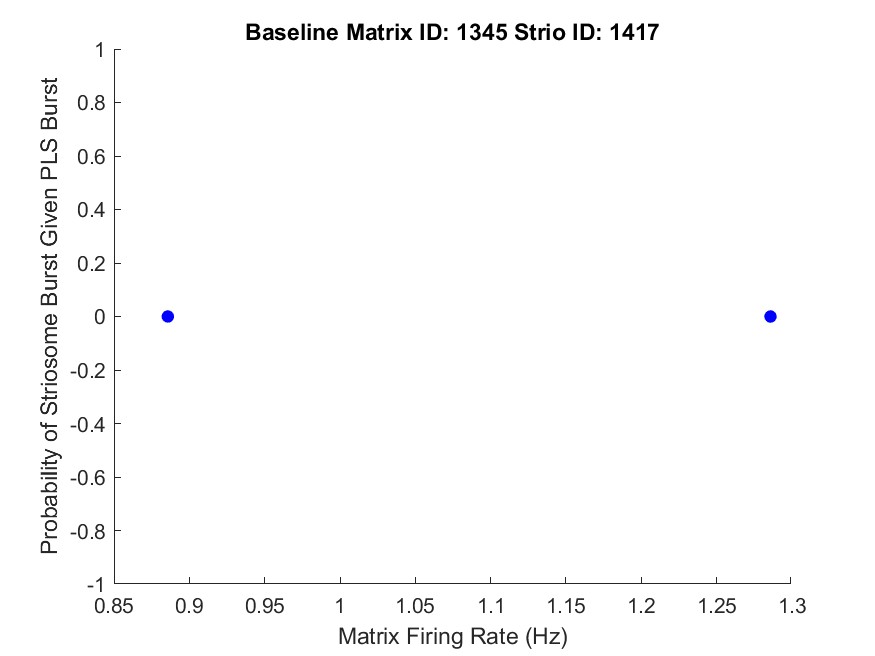 Baseline Matrix ID: 1345 Strio ID: 1417
Probability of Striosome Burst Given PLS Burst
1
0.8
0.6
0.4
0.2
0
-0.2
-0.4
-0.6
-0.8
-1
0.85 0.9 0.95 1 1.05 1.1 1.15 1.2 1.25 1.3
Matrix Firing Rate (Hz)